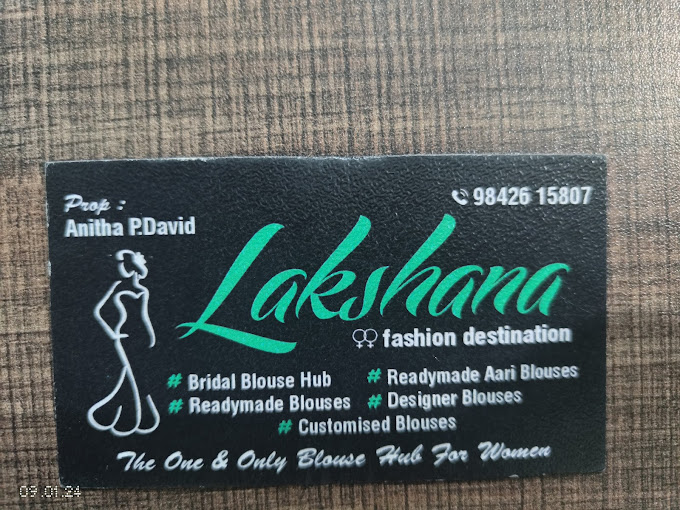 Prop :
Anitha P.David
98426 15807
Lakshana
fashion destination
# Bridal Blouse Hub
# Readymade Aari Blouses
# Readymade Blouses
# Designer Blouses
# Customised Blouses
The One & Only Blouse Hub For Women
09.01.24